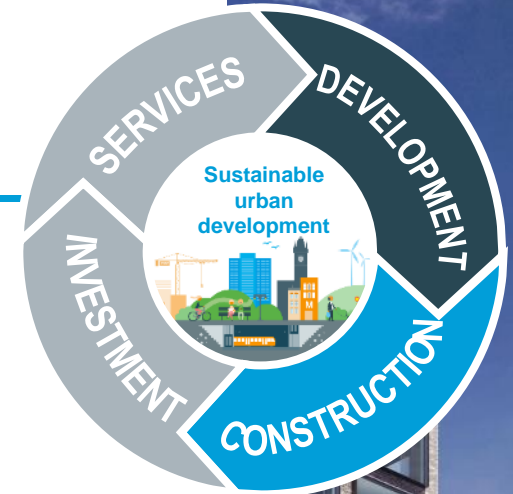 SERVICES
DEVELOPMENT
Sustainable
urban
development
M
INVESTMENT
CONSTRUCTION